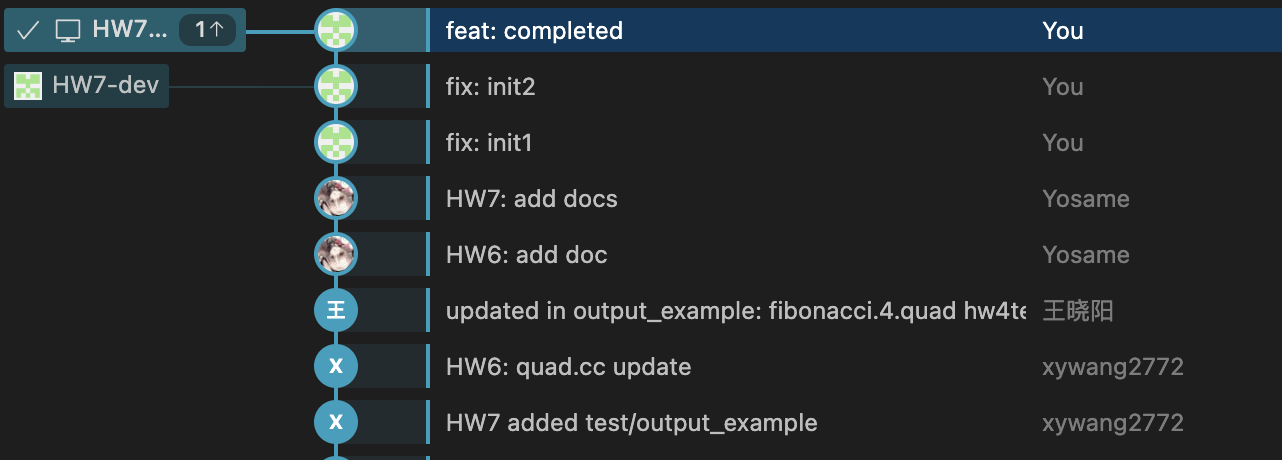 HW7... 1↑ feat: completed You
HW7-dev fix: init2 You
fix: init1 You
HW7: add docs Yosame
HW6: add doc Yosame
王 updated in output_example: fibonacci.4.quad hw4te 王晓阳
X HW6: quad.cc update xywang2772
X HW7 added test/output_example xywang2772